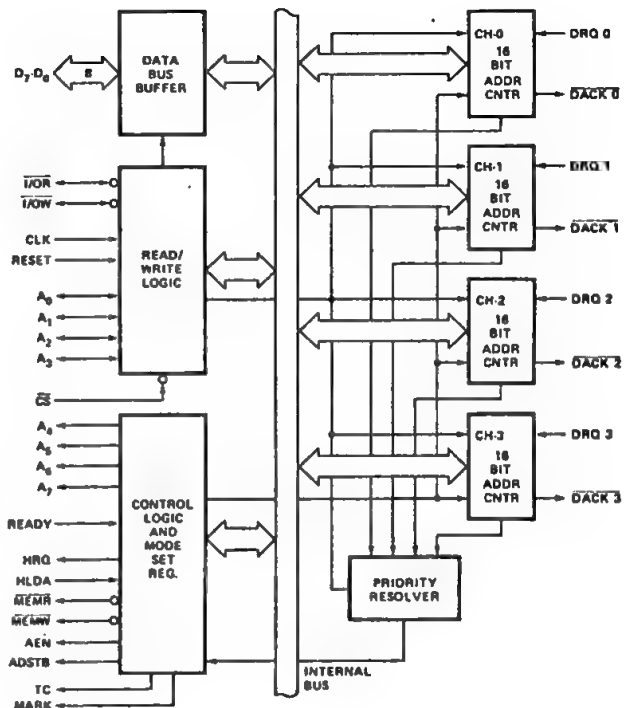 DATA
BUS
BUFFER
D7-D0
8
I/OR
I/OW
CLK
RESET
A0
A1
A2
A3
CS
READ/
WRITE
LOGIC
A4
A5
A6
A7
READY
HRQ
HLDA
MEMR
MEMW
AEN
ADSTB
TC
MARK
CONTROL
LOGIC
AND
MODE
SET
REG.
INTERNAL
BUS
CH-0
16
BIT
ADDR
CNTR
DRQ 0
DACK 0
CH-1
16
BIT
ADDR
CNTR
DRQ 1
DACK 1
CH-2
16
BIT
ADDR
CNTR
DRQ 2
DACK 2
CH-3
16
BIT
ADDR
CNTR
DRQ 3
DACK 3
PRIORITY
RESOLVER